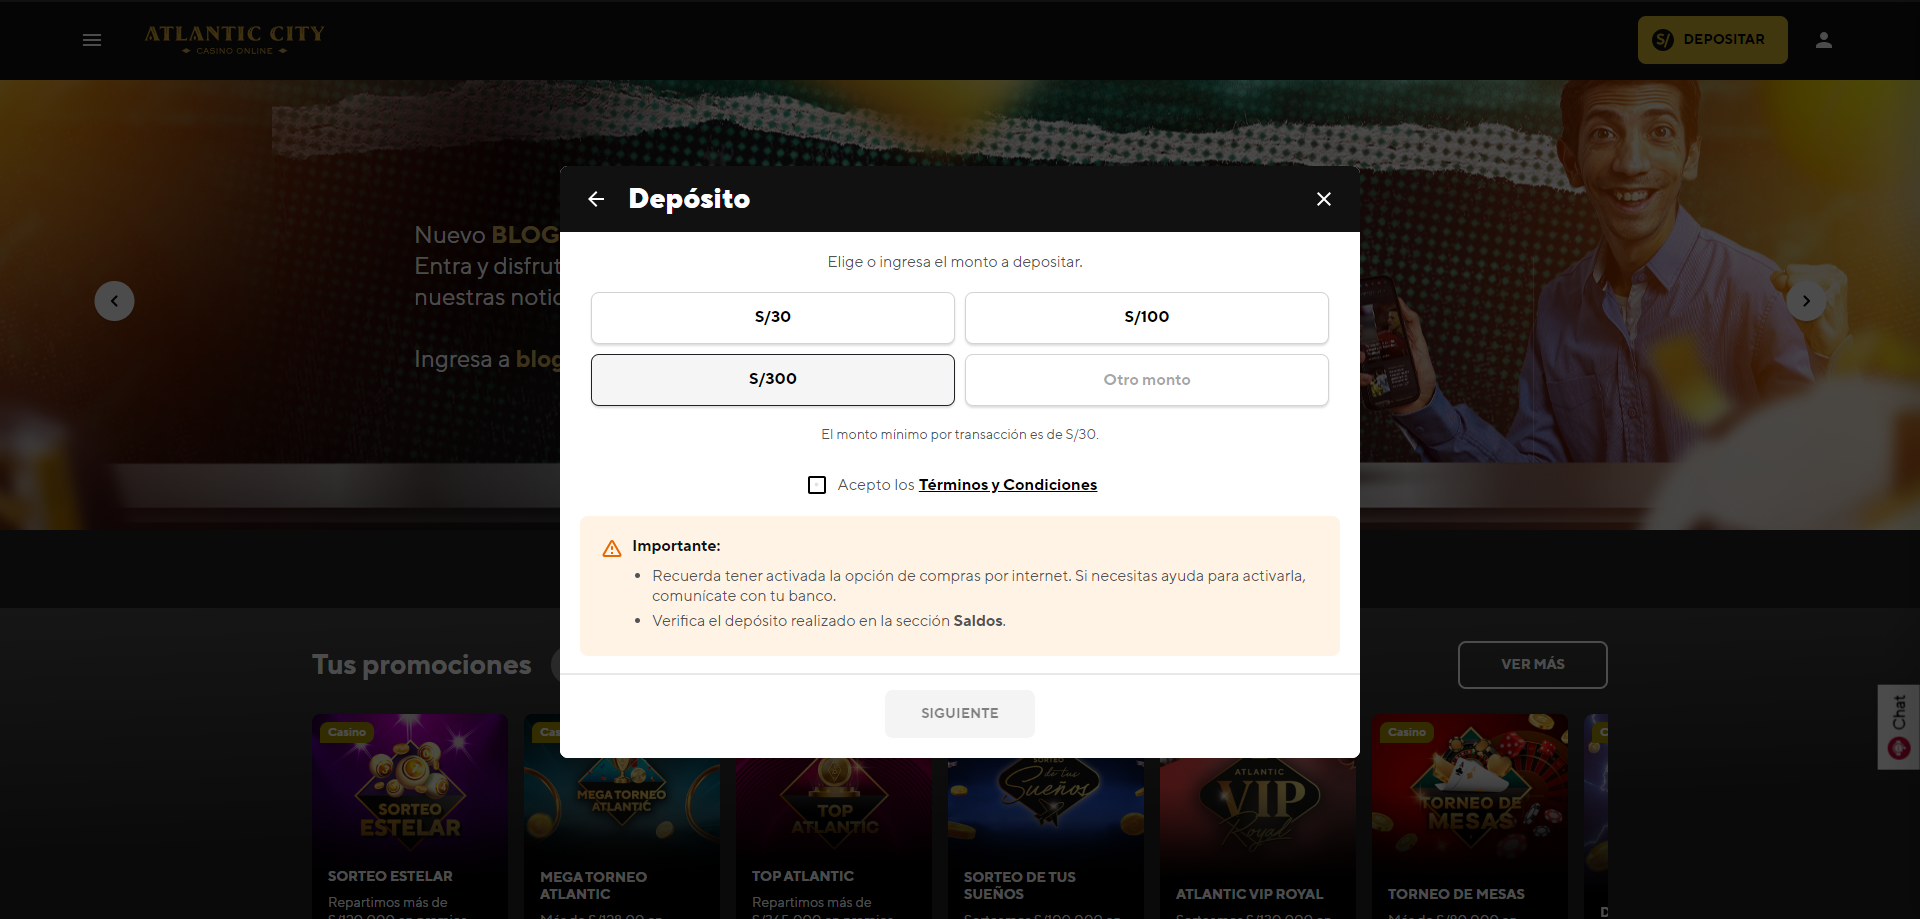 ATLANTIC CITY
CASINO ONLINE
S/ DEPOSITAR
Nuevo BLOG
Entra y disfrut
nuestras notic
Ingresa a blog
Depósito
Elige o ingresa el monto a depositar.
S/30
S/100
S/300
Otro monto
El monto mínimo por transacción es de S/30.
Acepto los Términos y Condiciones
Importante:
Recuerda tener activada la opción de compras por internet. Si necesitas ayuda para activarla,
comunícate con tu banco.
Verifica el depósito realizado en la sección Saldos.
SIGUIENTE
Tus promociones
VER MÁS
Chat
Casino
SORTEO
ESTELAR
SORTEO ESTELAR
Repartimos más de
S/120,000 en premios
Cas
MEGA TORNEO
ATLANTIC
MEGA TORNEO
ATLANTIC
TOP
ATLANTIC
TOP ATLANTIC
Repartimos más de
SORTEO
de tus
Sueños
SORTEO DE TUS
SUEÑOS
ATLANTIC
VIP
Royal
ATLANTIC VIP ROYAL
Casino
TORNEO DE
MESAS
TORNEO DE MESAS